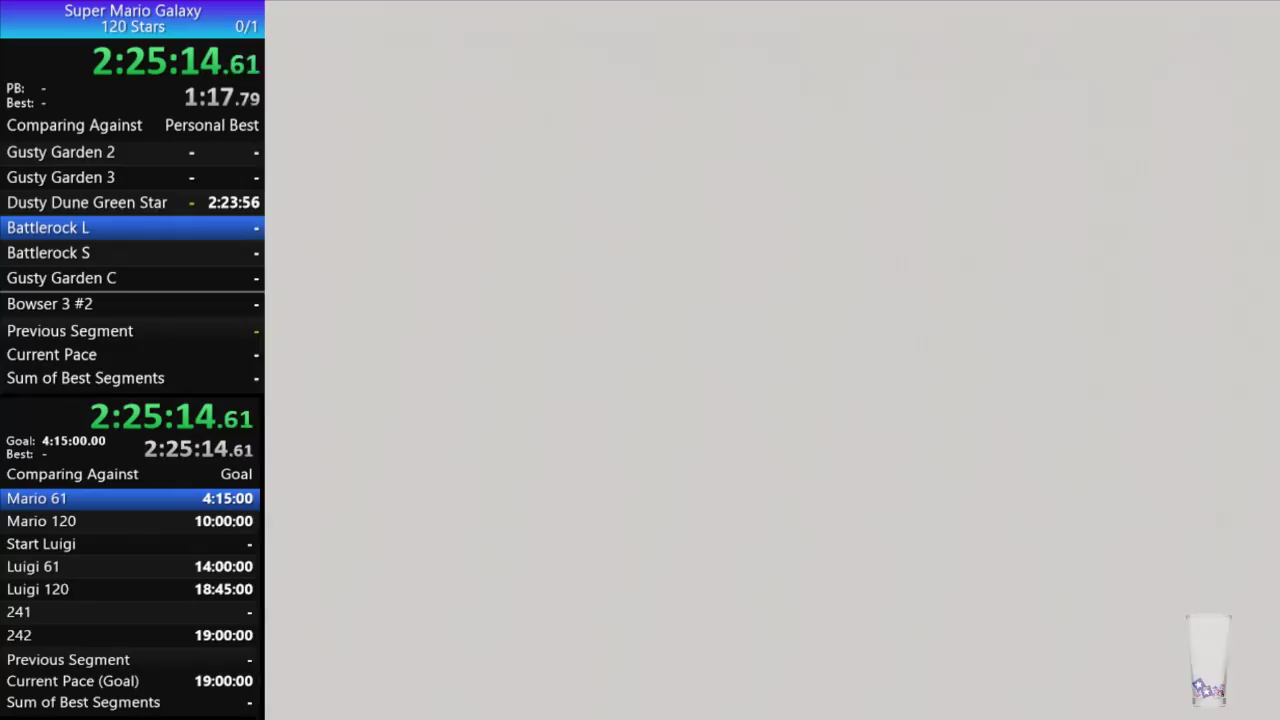 Super Mario Galaxy
120 Stars 0/1
2:25:14.61
PB: -
Best: -
1:17.79
Comparing Against Personal Best
Gusty Garden 2 - -
Gusty Garden 3 - -
Dusty Dune Green Star - 2:23:56
Battlerock L -
Battlerock S -
Gusty Garden C -
Bowser 3 #2 -
Previous Segment -
Current Pace -
Sum of Best Segments -
2:25:14.61
Goal: 4:15:00.00
Best: -
2:25:14.61
Comparing Against Goal
Mario 61 4:15:00
Mario 120 10:00:00
Start Luigi -
Luigi 61 14:00:00
Luigi 120 18:45:00
241 -
242 19:00:00
Previous Segment -
Current Pace (Goal) 19:00:00
Sum of Best Segments -